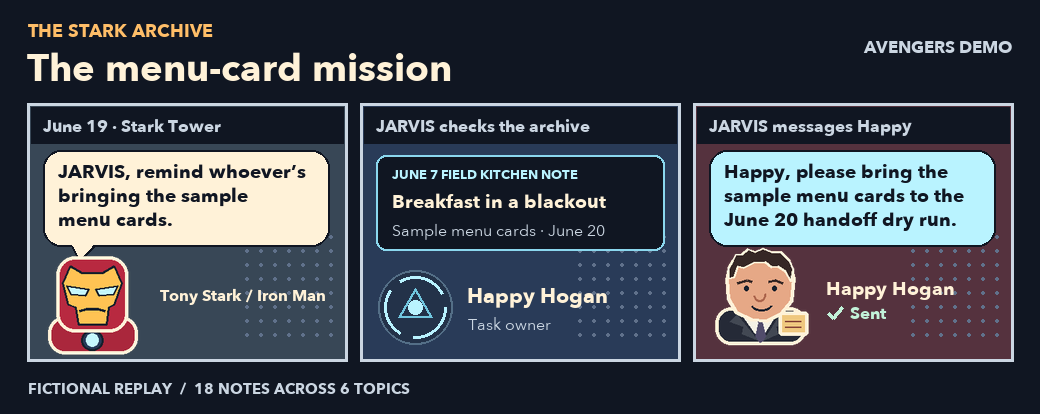 THE STARK ARCHIVE
The menu-card mission
AVENGERS DEMO
June 19 · Stark Tower
JARVIS, remind whoever’s
bringing the sample
menu cards.
Tony Stark / Iron Man
JARVIS checks the archive
JUNE 7 FIELD KITCHEN NOTE
Breakfast in a blackout
Sample menu cards · June 20
Happy Hogan
Task owner
JARVIS messages Happy
Happy, please bring the
sample menu cards to the
June 20 handoff dry run.
Happy Hogan
Sent
FICTIONAL REPLAY / 18 NOTES ACROSS 6 TOPICS